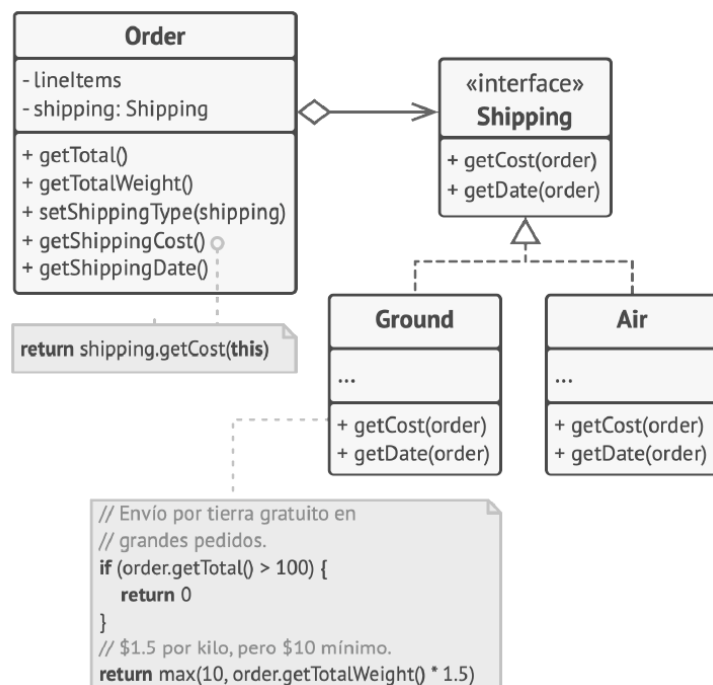 Order
- lineItems
- shipping: Shipping
+ getTotal()
+ getTotalWeight()
+ setShippingType(shipping)
+ getShippingCost()
+ getShippingDate()
return shipping.getCost(this)
«interface»
Shipping
+ getCost(order)
+ getDate(order)
Ground
...
+ getCost(order)
+ getDate(order)
Air
...
+ getCost(order)
+ getDate(order)
// Envío por tierra gratuito en
// grandes pedidos.
if (order.getTotal() > 100) {
return 0
}
// $1.5 por kilo, pero $10 mínimo.
return max(10, order.getTotalWeight() * 1.5)